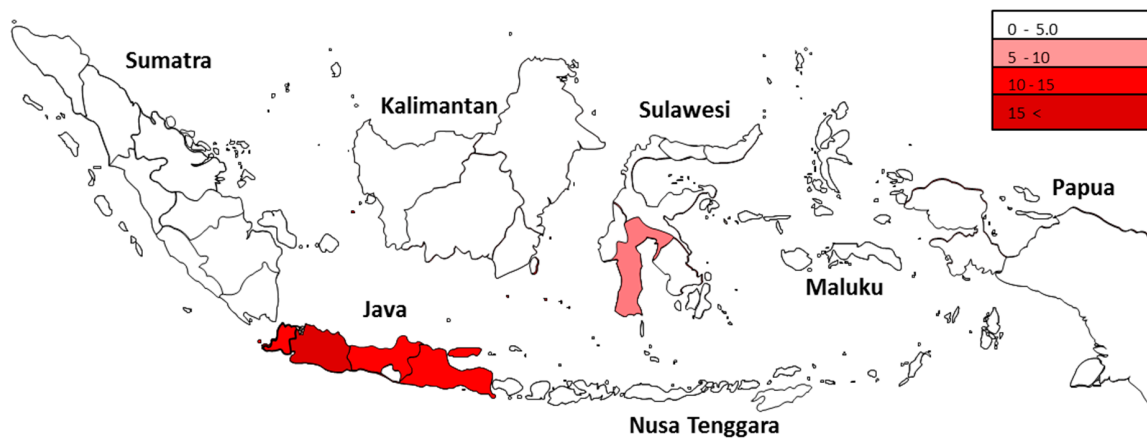 0 - 5.0
5 - 10
10 - 15
15 <
Sumatra
Kalimantan
Sulawesi
Papua
Maluku
Java
Nusa Tenggara